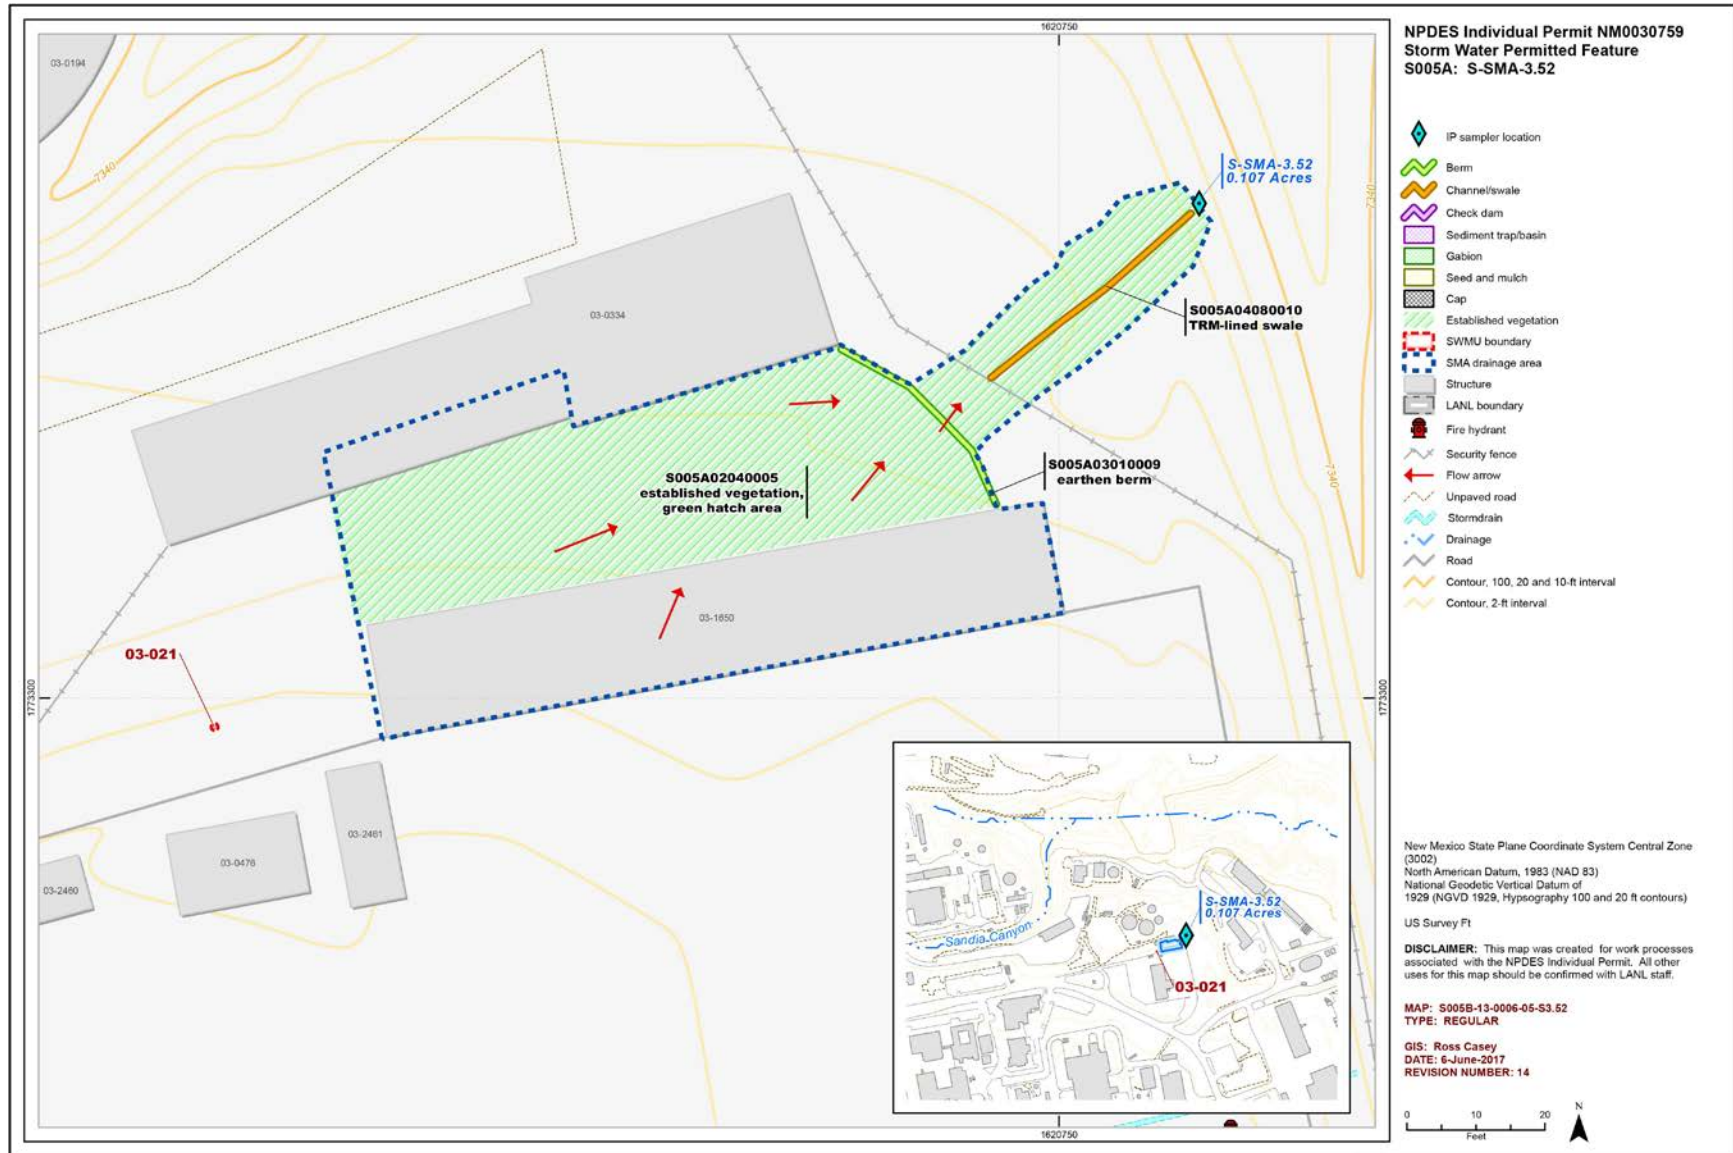 1620750
NPDES Individual Permit NM0030759
Storm Water Permitted Feature
S005A: S-SMA-3.52
03-0194
7340
S-SMA-3.52
0.107 Acres
7340
03-0334
S005A04080010
TRM-lined swale
S005A02040005
established vegetation,
green hatch area
S005A03010009
earthen berm
7340
03-1650
03-021
1773300
1773300
03-2461
03-0476
03-2460
1620750
S-SMA-3.52
0.107 Acres
Sandia Canyon
03-021
IP sampler location
Berm
Channel/swale
Check dam
Sediment trap/basin
Gabion
Seed and mulch
Cap
Established vegetation
SWMU boundary
SMA drainage area
Structure
LANL boundary
Fire hydrant
Security fence
Flow arrow
Unpaved road
Stormdrain
Drainage
Road
Contour, 100, 20 and 10-ft interval
Contour, 2-ft interval
New Mexico State Plane Coordinate System Central Zone
(3002)
North American Datum, 1983 (NAD 83)
National Geodetic Vertical Datum of
1929 (NGVD 1929, Hypsography 100 and 20 ft contours)
US Survey Ft
DISCLAIMER: This map was created for work processes
associated with the NPDES Individual Permit. All other
uses for this map should be confirmed with LANL staff.
MAP: S005B-13-0006-05-S3.52
TYPE: REGULAR
GIS: Ross Casey
DATE: 6-June-2017
REVISION NUMBER: 14
0 10 20
Feet
N